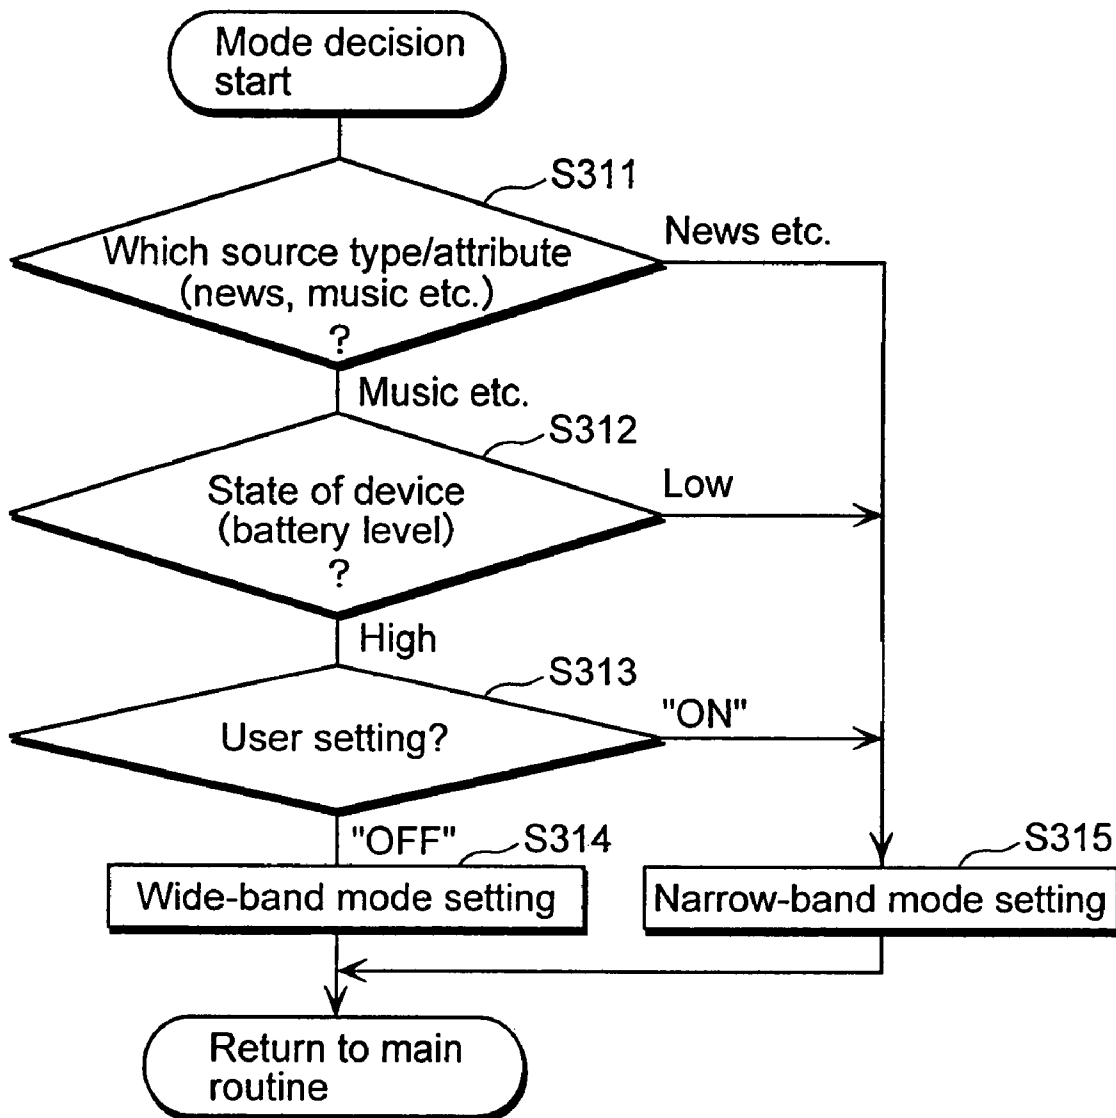 Mode decision
start
S311
News etc.
Which source type/attribute
(news, music etc.)
?
Music etc.
S312
Low
State of device
(battery level)
?
High
S313
"ON"
User setting?
"OFF"
S314
S315
Wide-band mode setting
Narrow-band mode setting
Return to main
routine